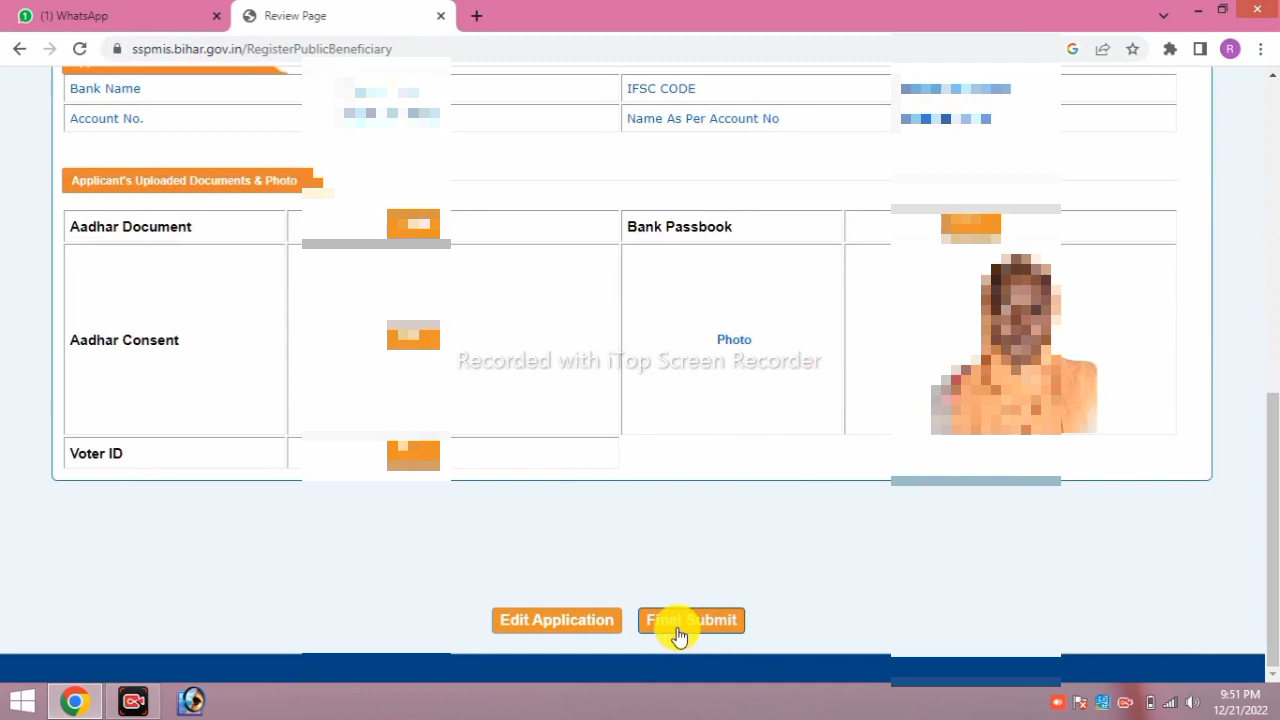 (1) WhatsApp
Review Page
sspmis.bihar.gov.in/RegisterPublicBeneficiary
R
Bank Name
IFSC CODE
Account No.
Name As Per Account No
Applicant's Uploaded Documents & Photo
Aadhar Document
Bank Passbook
Aadhar Consent
Photo
Recorded with iTop Screen Recorder
Voter ID
Edit Application
Final Submit
9:51 PM
12/21/2022